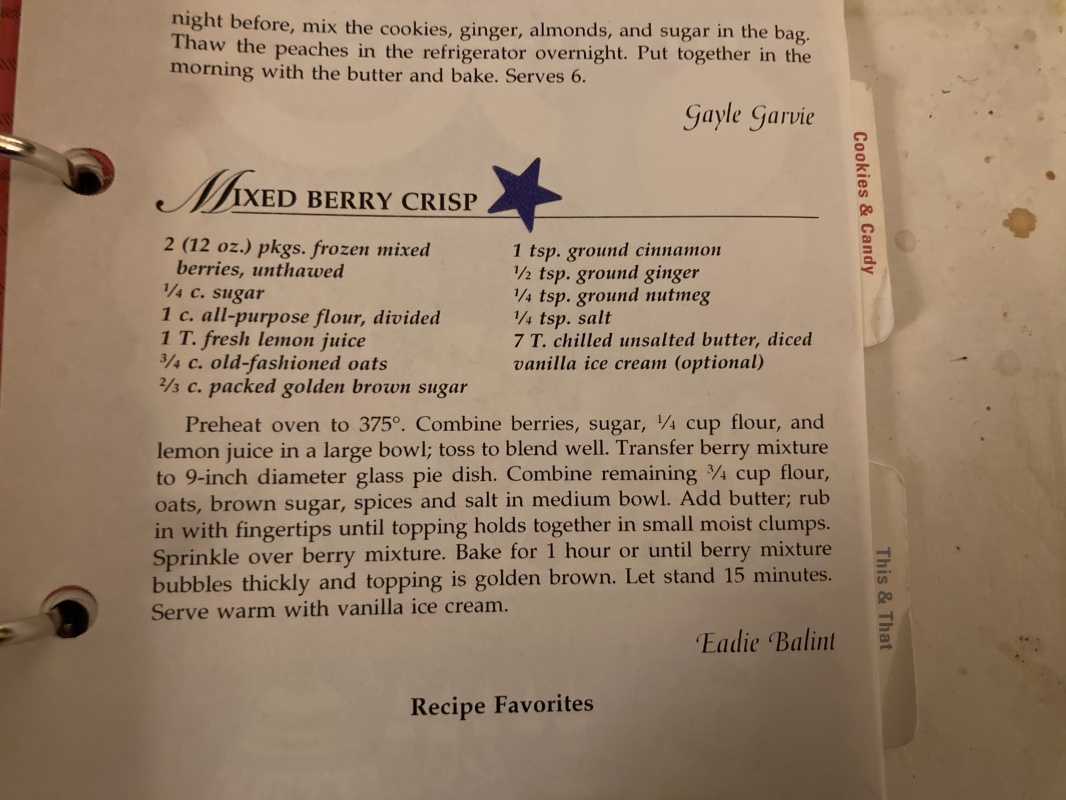 night before, mix the cookies, ginger, almonds, and sugar in the bag.
Thaw the peaches in the refrigerator overnight. Put together in the
morning with the butter and bake. Serves 6.
Gayle Garvie
MIXED BERRY CRISP
2 (12 oz.) pkgs. frozen mixed
berries, unthawed
¼ c. sugar
1 c. all-purpose flour, divided
1 T. fresh lemon juice
¾ c. old-fashioned oats
⅔ c. packed golden brown sugar
1 tsp. ground cinnamon
½ tsp. ground ginger
¼ tsp. ground nutmeg
¼ tsp. salt
7 T. chilled unsalted butter, diced
vanilla ice cream (optional)
Preheat oven to 375°. Combine berries, sugar, ¼ cup flour, and
lemon juice in a large bowl; toss to blend well. Transfer berry mixture
to 9-inch diameter glass pie dish. Combine remaining ¾ cup flour,
oats, brown sugar, spices and salt in medium bowl. Add butter; rub
in with fingertips until topping holds together in small moist clumps.
Sprinkle over berry mixture. Bake for 1 hour or until berry mixture
bubbles thickly and topping is golden brown. Let stand 15 minutes.
Serve warm with vanilla ice cream.
Eadie Balint
Recipe Favorites
Cookies & Candy
This & That